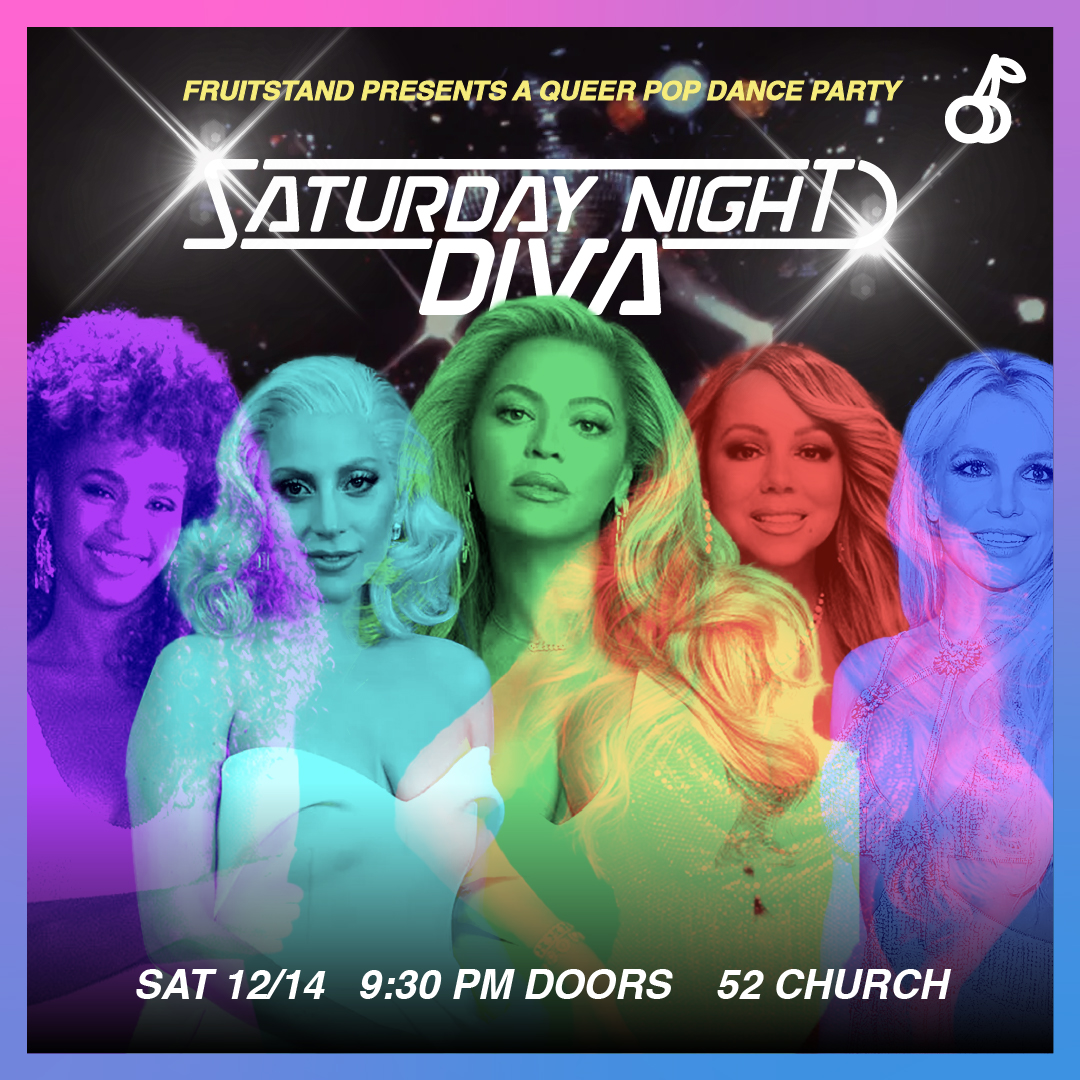 FRUITSTAND PRESENTS A QUEER POP DANCE PARTY
SATURDAY NIGHT
DIVA
SAT 12/14 9:30 PM DOORS 52 CHURCH